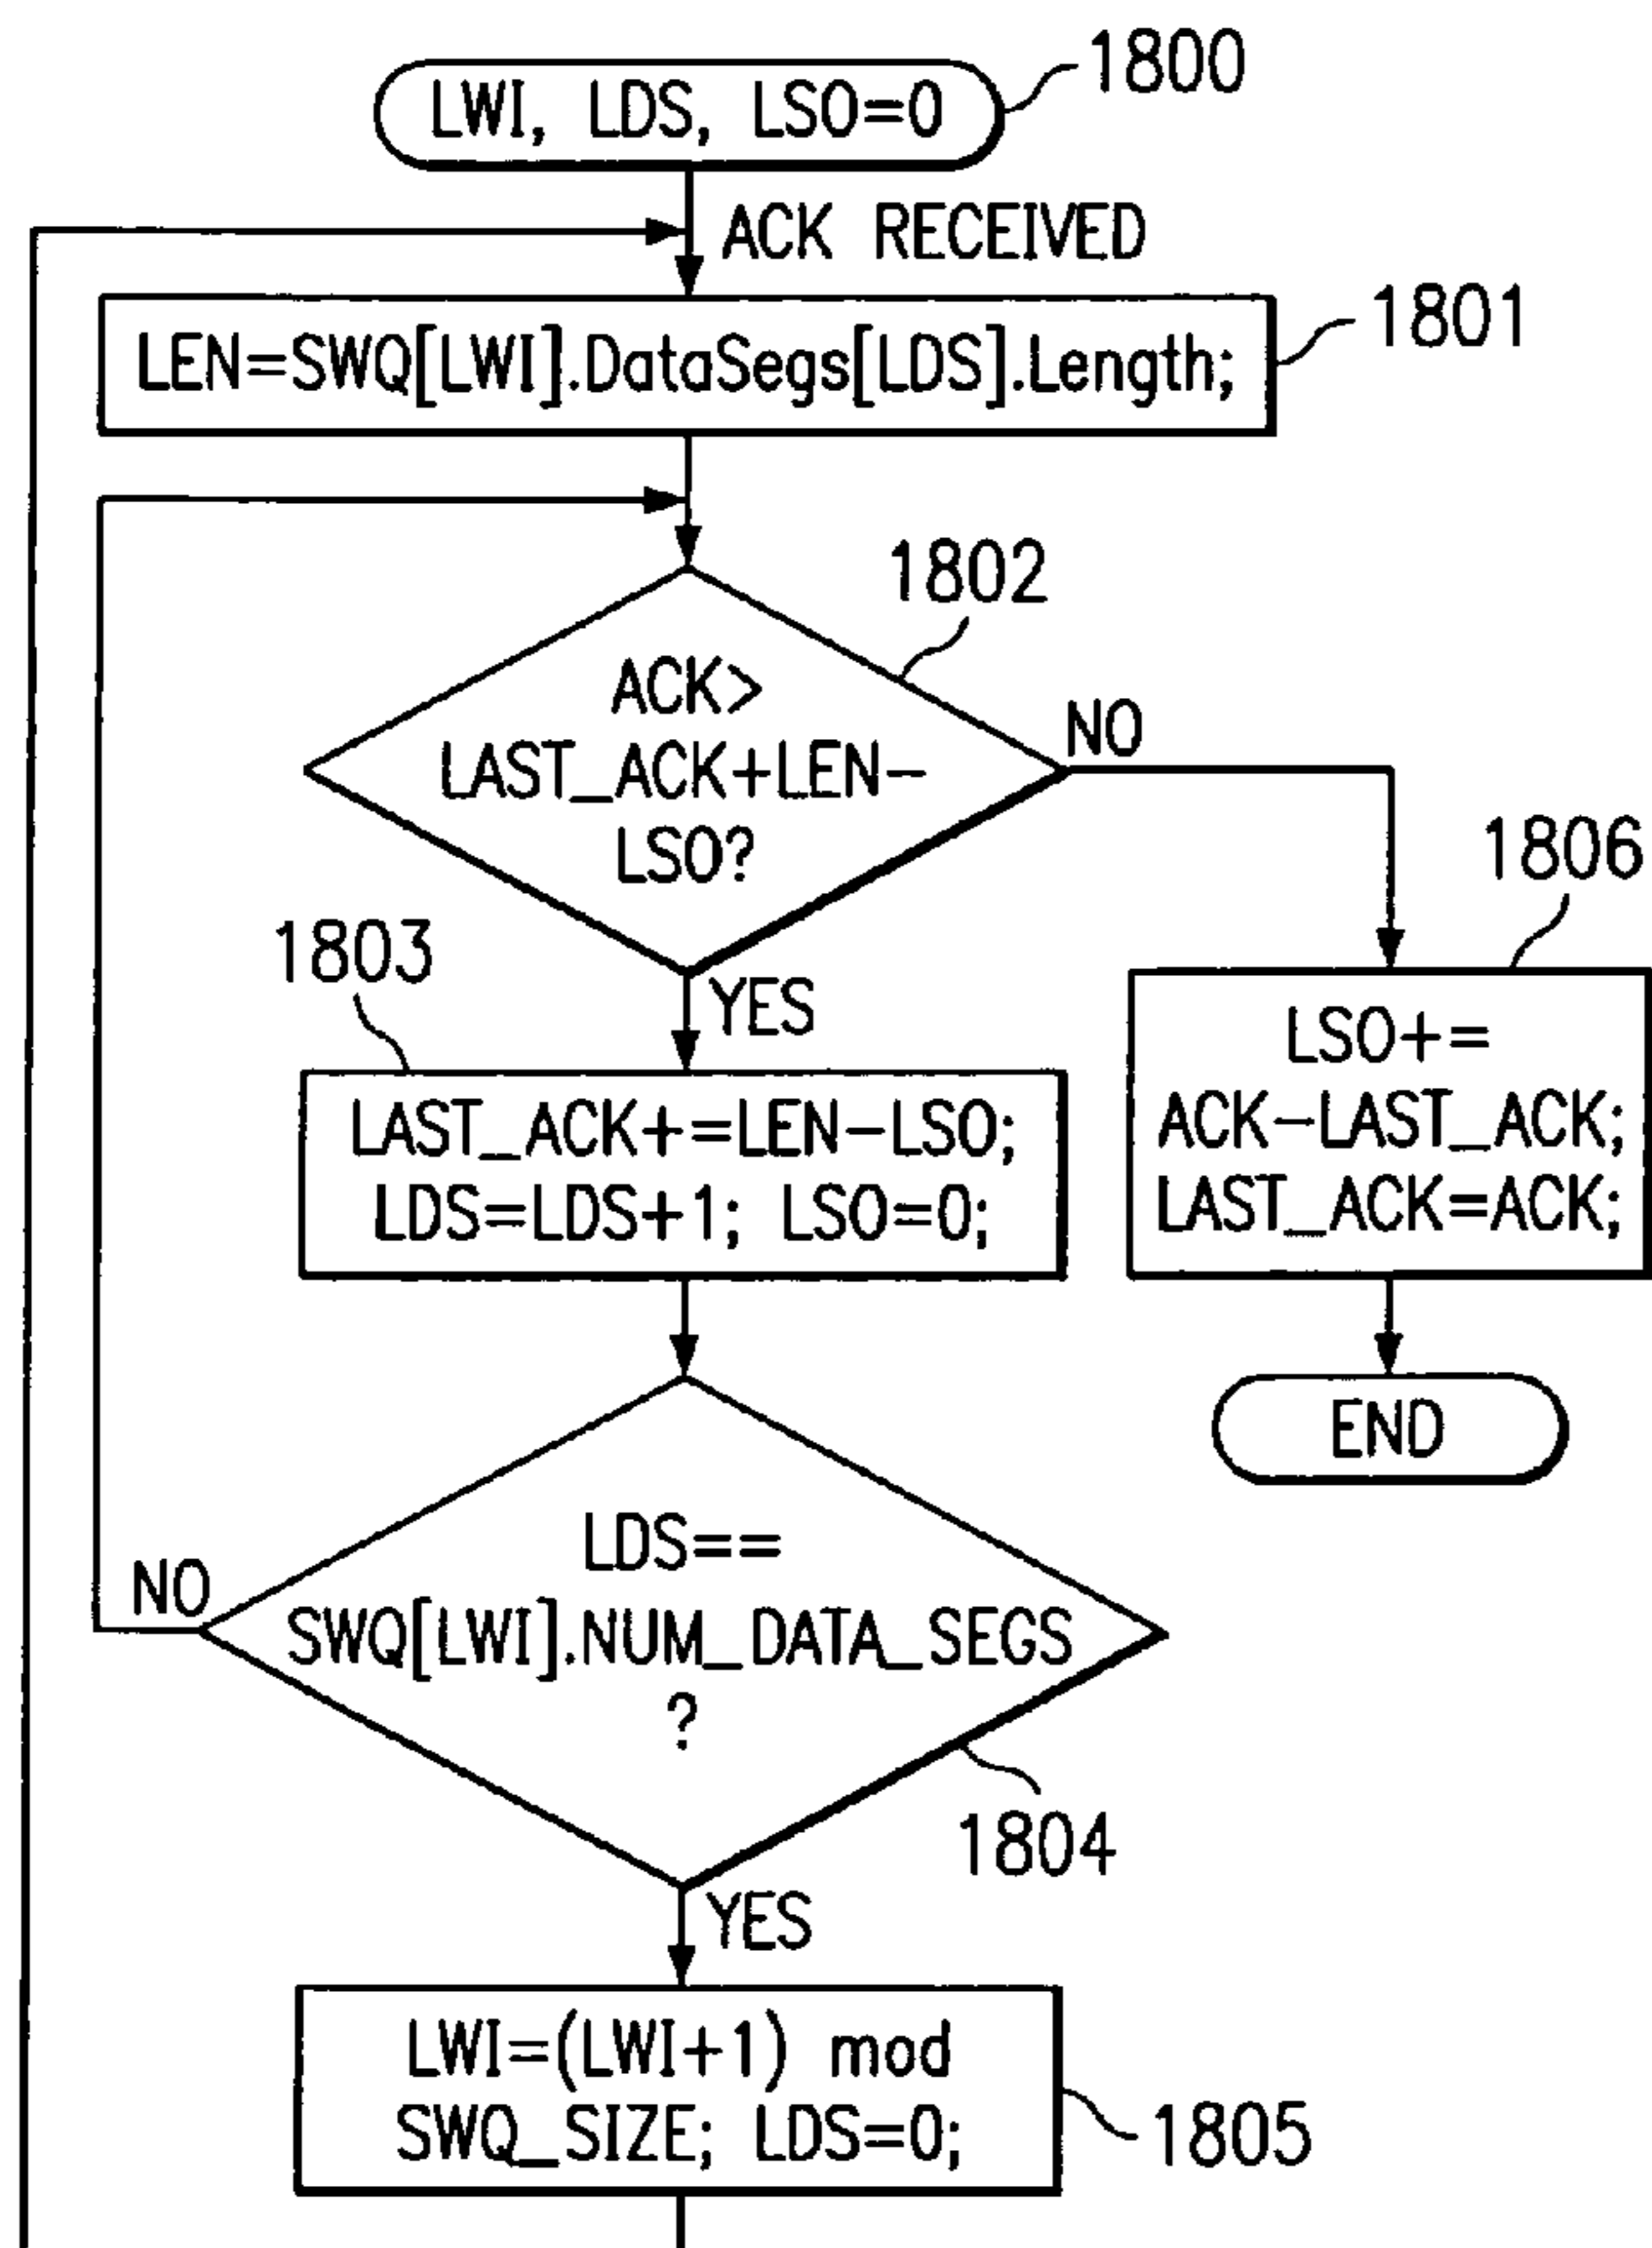 1800
LWI, LDS, LSO=0
ACK RECEIVED
1801
LEN=SWQ[LWI].DataSegs[LDS].Length;
1802
ACK>
LAST_ACK+LEN-
LSO?
NO
YES
1803
LAST_ACK+=LEN-LSO;
LDS=LDS+1; LSO=0;
1806
LSO+=
ACK-LAST_ACK;
LAST_ACK=ACK;
END
LDS==
SWQ[LWI].NUM_DATA_SEGS
?
NO
1804
YES
LWI=(LWI+1) mod
SWQ_SIZE; LDS=0;
1805